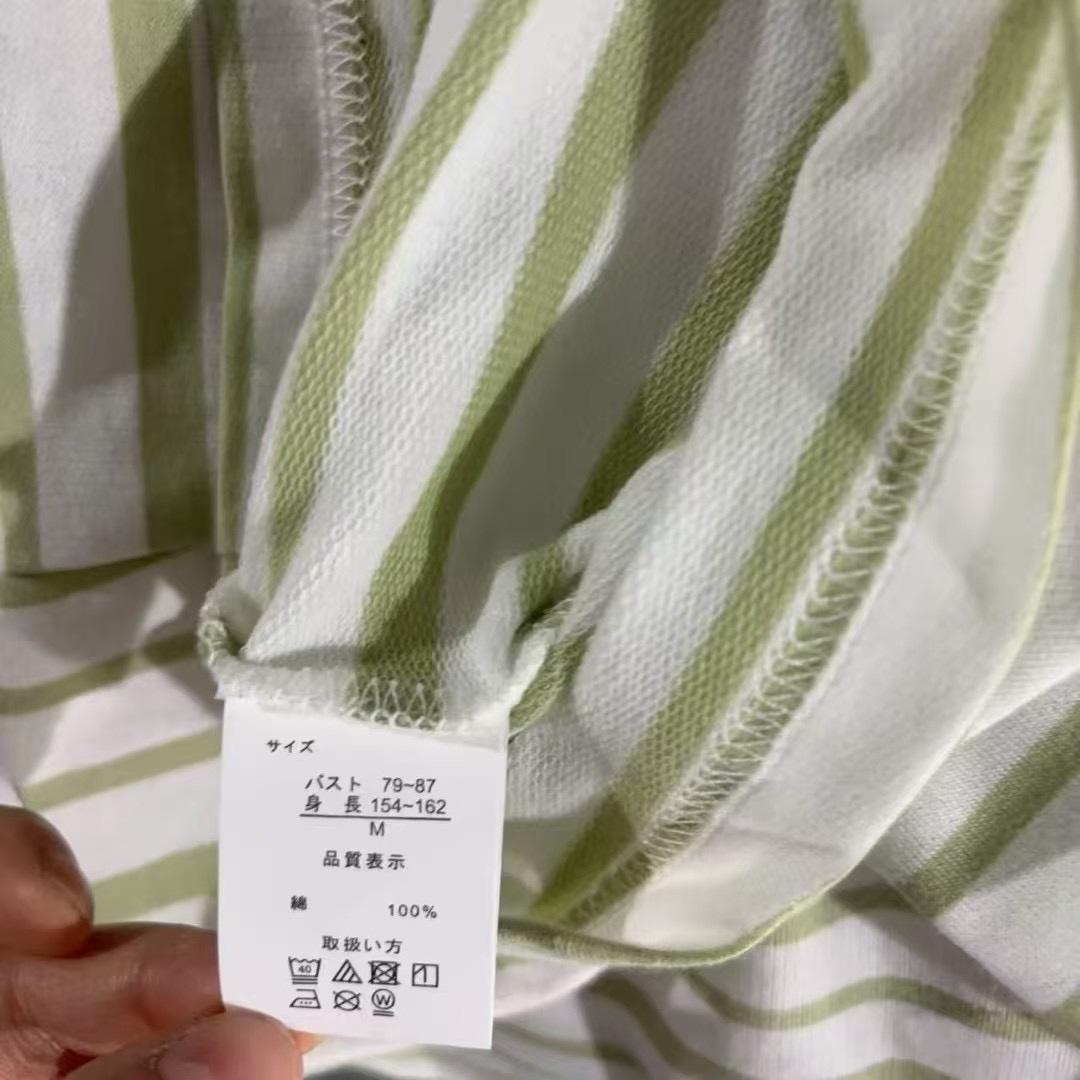 サイズ
バスト 79~87
身 長 154~162
M
品質表示
綿 100%
取扱い方
40
W